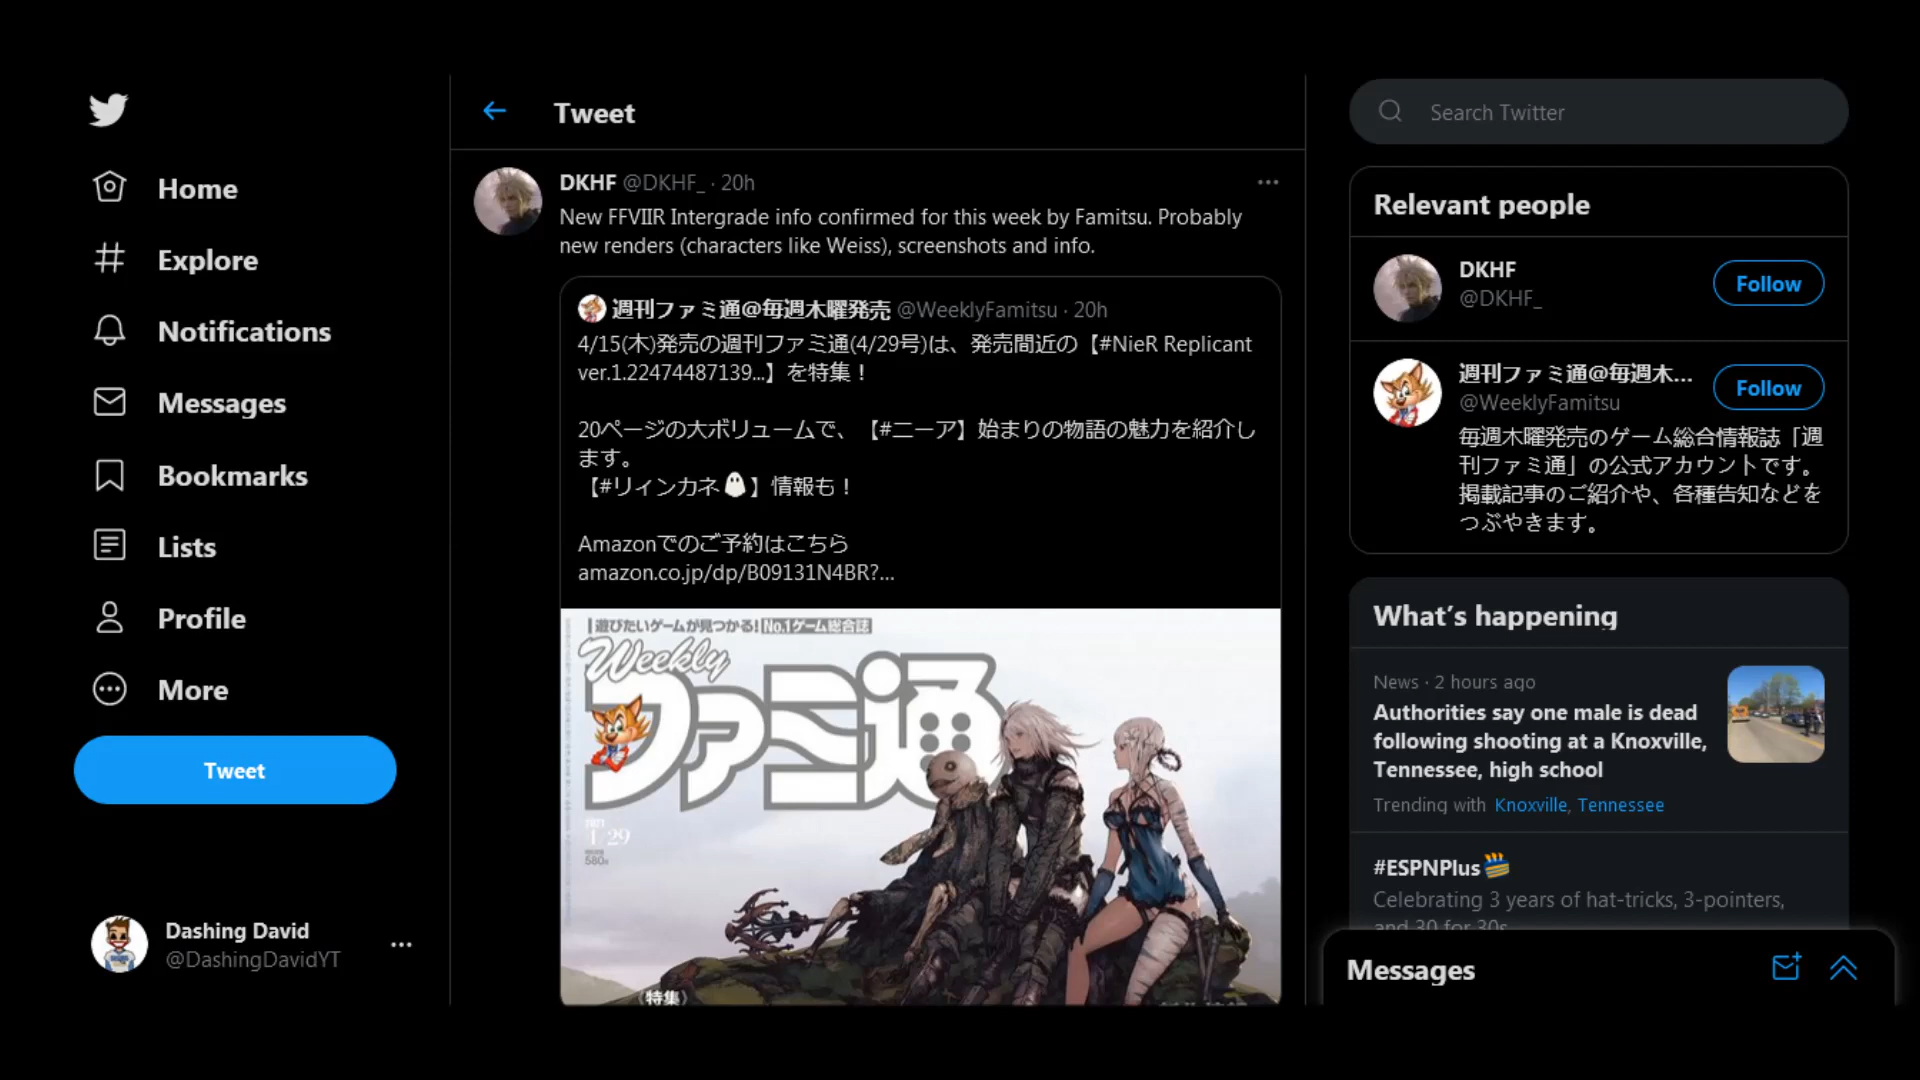 Home
Explore
Notifications
Messages
Bookmarks
Lists
Profile
More
Tweet
Dashing David
@DashingDavidYT
Tweet
DKHF @DKHF_ · 20h
New FFVIIR Intergrade info confirmed for this week by Famitsu. Probably
new renders (characters like Weiss), screenshots and info.
週刊ファミ通@毎週木曜発売 @WeeklyFamitsu · 20h
4/15(木)発売の週刊ファミ通(4/29号)は、発売間近の【#NieR Replicant
ver.1.22474487139...】を特集！
20ページの大ボリュームで、【#ニーア】始まりの物語の魅力を紹介し
ます。
【#リィンカネ】情報も！
Amazonでのご予約はこちら
amazon.co.jp/dp/B09131N4BR?...
遊びたいゲームが見つかる! No.1ゲーム総合誌
Weekly
ファミ通
2021
4/29
580円
特集
Search Twitter
Relevant people
DKHF
@DKHF_
Follow
週刊ファミ通@毎週木...
@WeeklyFamitsu
Follow
毎週木曜発売のゲーム総合情報誌「週
刊ファミ通」の公式アカウントです。
掲載記事のご紹介や、各種告知などを
つぶやきます。
What's happening
News · 2 hours ago
Authorities say one male is dead
following shooting at a Knoxville,
Tennessee, high school
Trending with Knoxville, Tennessee
#ESPNPlus
Celebrating 3 years of hat-tricks, 3-pointers,
and 30 for 30s
Messages